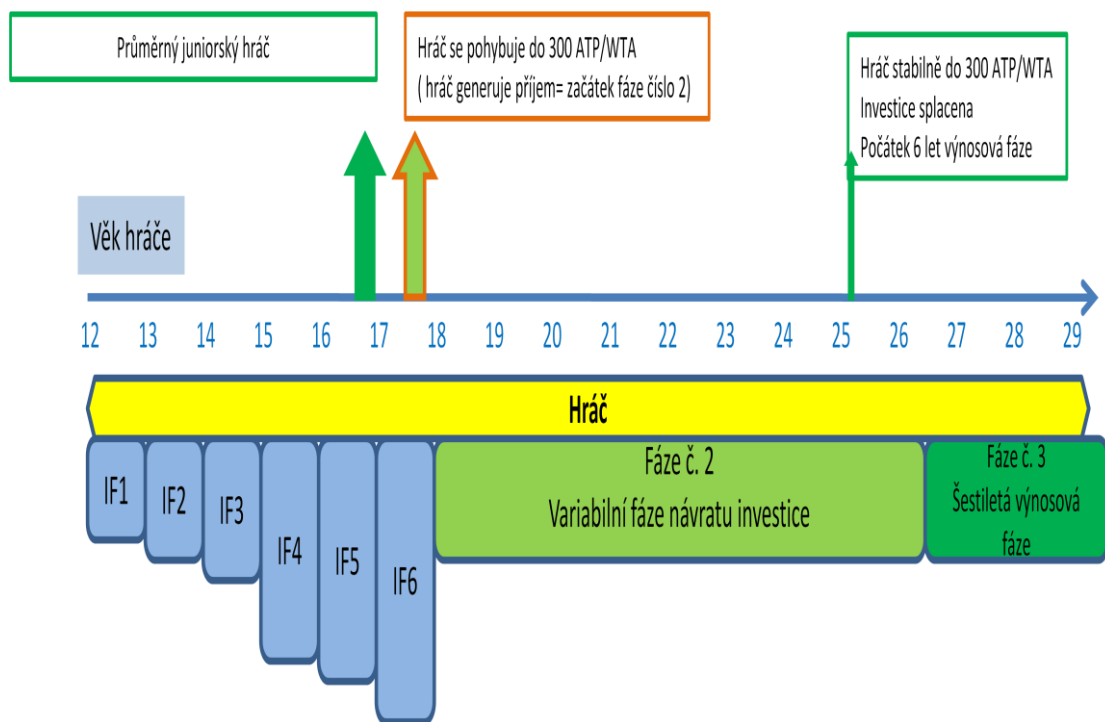 Průměrný juniorský hráč
Hráč se pohybuje do 300 ATP/WTA
( hráč generuje příjem= začátek fáze číslo 2)
Hráč stabilně do 300 ATP/WTA
Investice splacena
Počátek 6 let výnosová fáze
Věk hráče
12 13 14 15 16 17 18 19 20 21 22 23 24 25 26 27 28 29
Hráč
IF1
IF2
IF3
IF4
IF5
IF6
Fáze č. 2
Variabilní fáze návratu investice
Fáze č. 3
Šestiletá výnosová
fáze